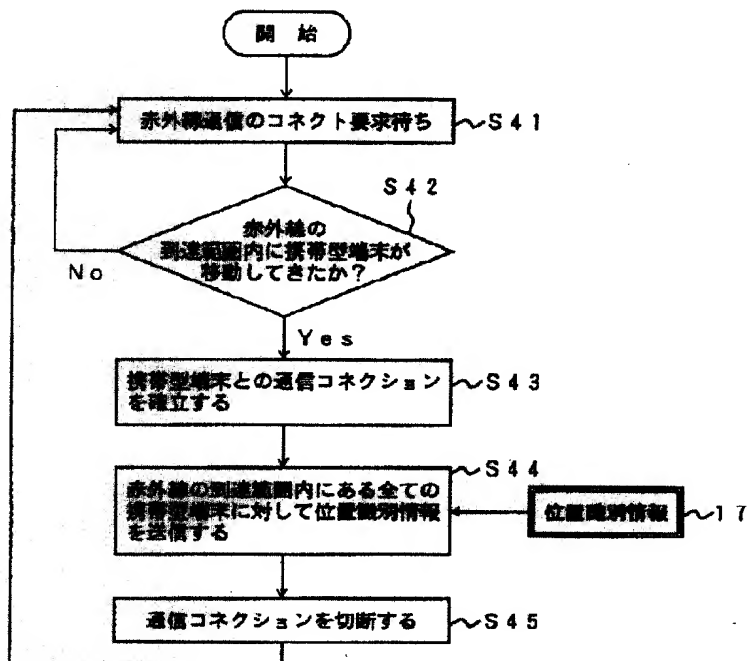 開 始
赤外線通信のコネクト要求待ち
S41
S42
赤外線の
到達範囲内に携帯型端末が
移動してきたか?
No
Yes
携帯型端末との通信コネクション
を確立する
S43
S44
赤外線の到達範囲内にある全ての
携帯型端末に対して位置識別情報
を送信する
位置識別情報
17
通信コネクションを切断する
S45